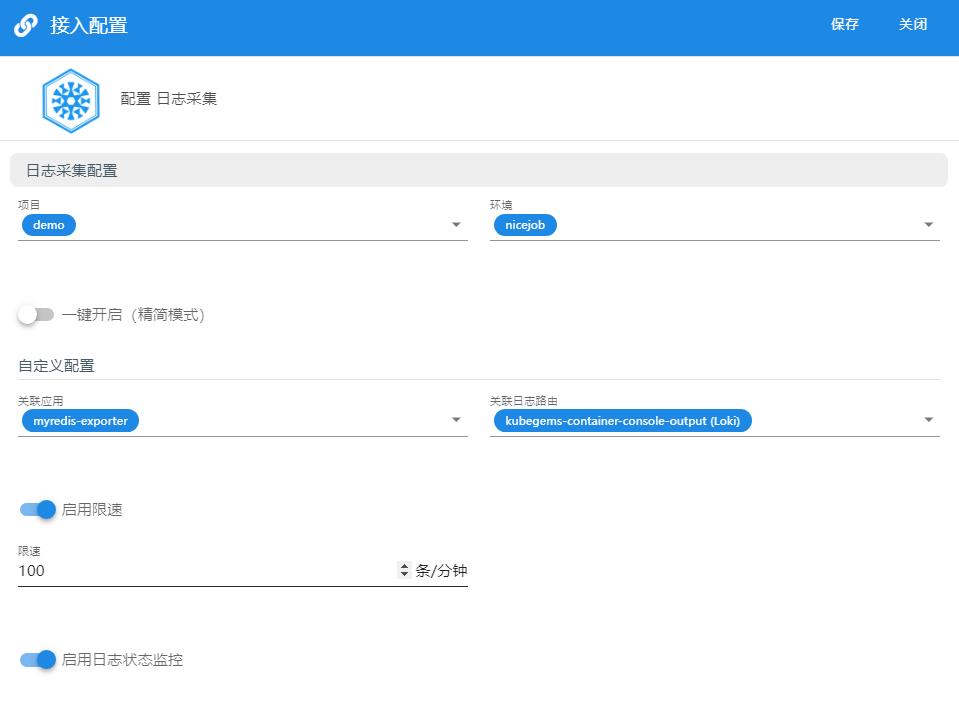 接入配置
保存
关闭
配置 日志采集
日志采集配置
项目
环境
demo
nicejob
一键开启（精简模式）
自定义配置
关联应用
关联日志路由
myredis-exporter
kubegems-container-console-output (Loki)
启用限速
限速
100
条/分钟
启用日志状态监控